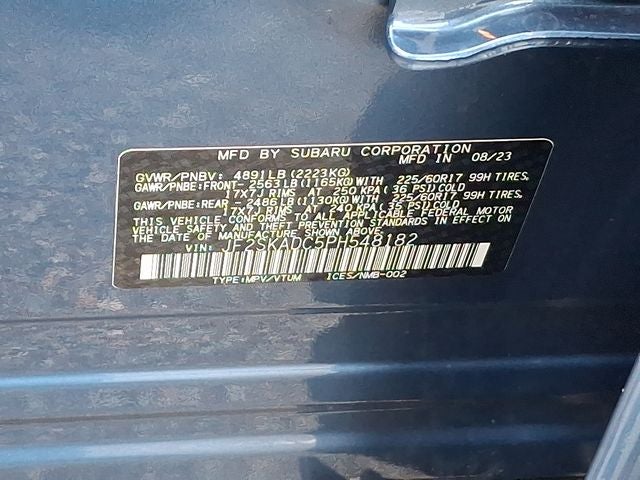 MFD BY SUBARU CORPORATION
MFD IN 08/23
GVWR/PNBV: 4891LB (2223KG)
GAWR/PNBE:FRONT- 2563LB(1165KG)WITH 225/60R17 99H TIRES,
17X7J RIMS AT 250 KPA (36 PSI)COLD
GAWR/PNBE:REAR -2486LB(1130KG)WITH 225/60R17 99H TIRES,
17X7J RIMS AT 240 KPA (35 PSI)COLD
THIS VEHICLE CONFORMS TO ALL APPLICABLE FEDERAL MOTOR
VEHICLE SAFETY AND THEFT PREVENTION STANDARDS IN EFFECT ON
THE DATE OF MANUFACTURE SHOWN ABOVE.
VIN: JF2SKADC5PH548182
TYPE:MPV/VTUM ICES/NMB-002